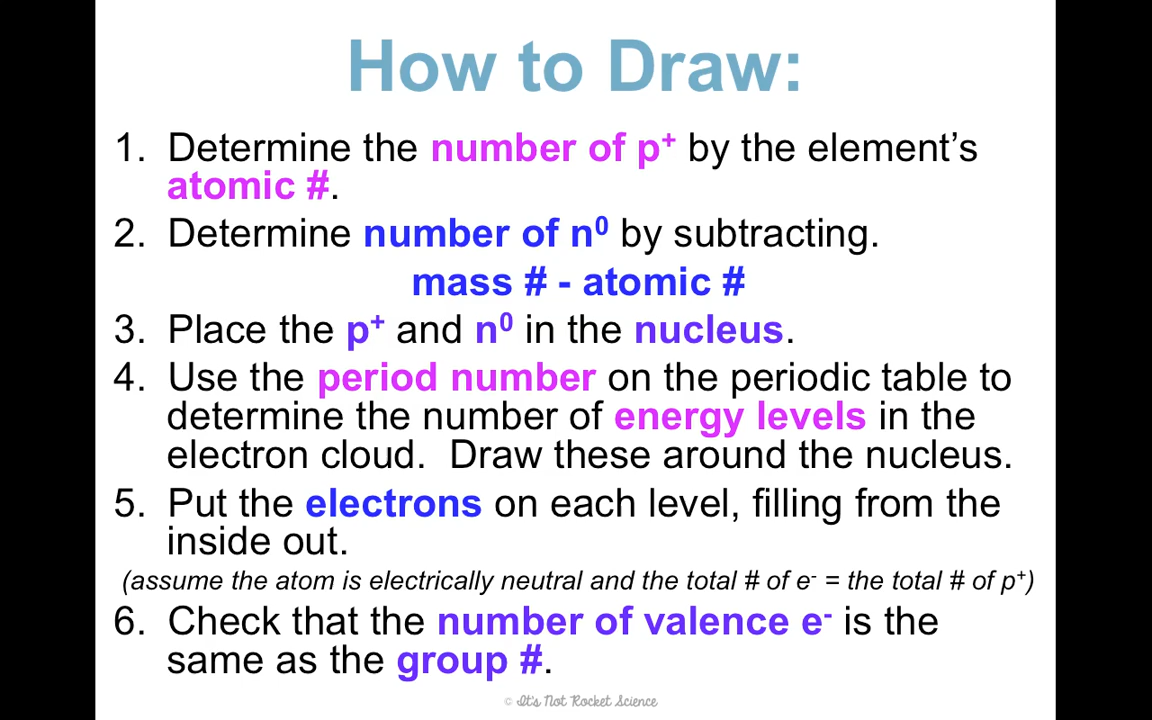 How to Draw:
1. Determine the number of p⁺ by the element’s
atomic #.
2. Determine number of n⁰ by subtracting.
mass # - atomic #
3. Place the p⁺ and n⁰ in the nucleus.
4. Use the period number on the periodic table to
determine the number of energy levels in the
electron cloud.  Draw these around the nucleus.
5. Put the electrons on each level, filling from the
inside out.
(assume the atom is electrically neutral and the total # of e⁻ = the total # of p⁺)
6. Check that the number of valence e⁻ is the
same as the group #.
© It's Not Rocket Science